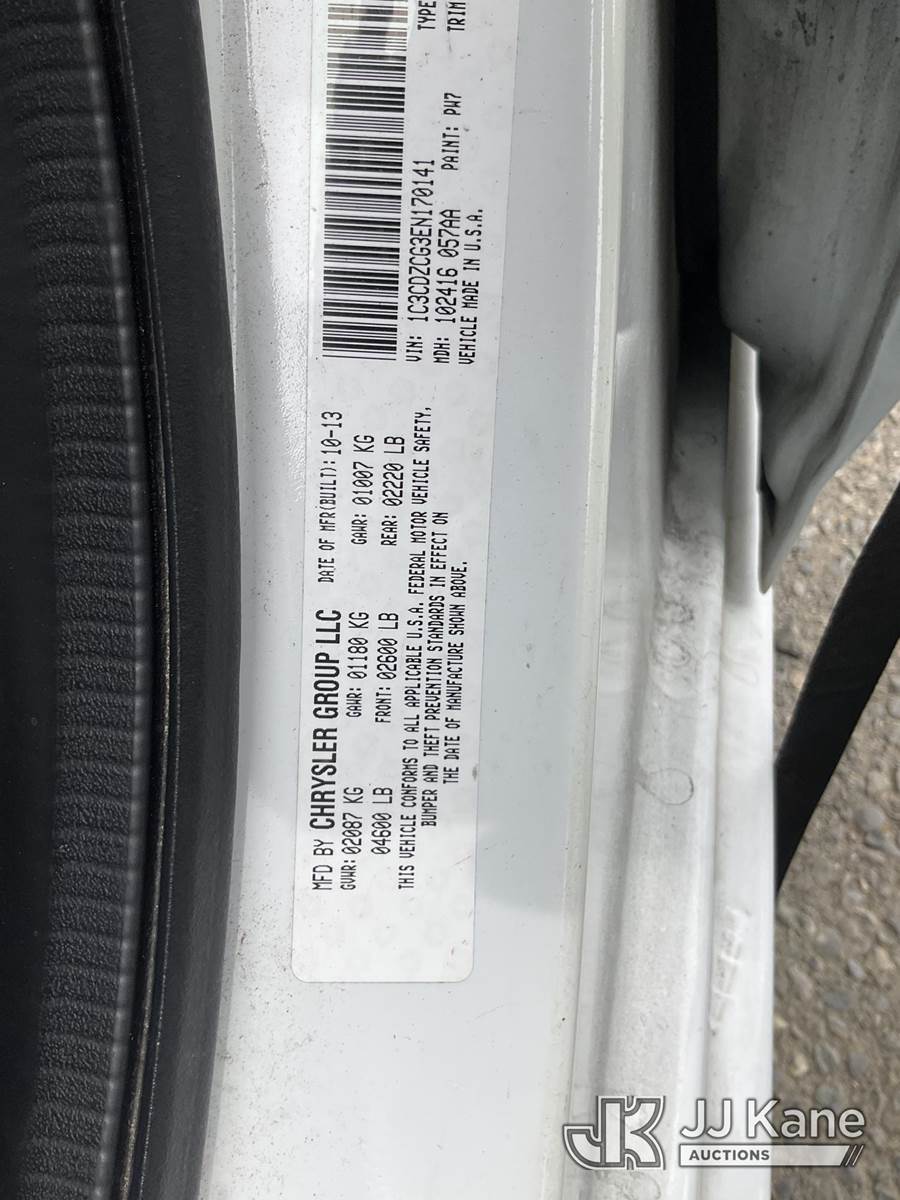 MFD BY CHRYSLER GROUP LLC DATE OF MFR(BUILT): 10-13
GVWR: 02087 KG GAWR: 01180 KG GAWR: 01007 KG
04600 LB FRONT: 02600 LB REAR: 02220 LB
THIS VEHICLE CONFORMS TO ALL APPLICABLE U.S.A. FEDERAL MOTOR VEHICLE SAFETY,
BUMPER AND THEFT PREVENTION STANDARDS IN EFFECT ON
THE DATE OF MANUFACTURE SHOWN ABOVE.
VIN: 1C3CDZCG3EN170141 TYPE
MDH: 102416 057AA PAINT: PW7 TRIM
VEHICLE MADE IN U.S.A.
JK JJ Kane
AUCTIONS